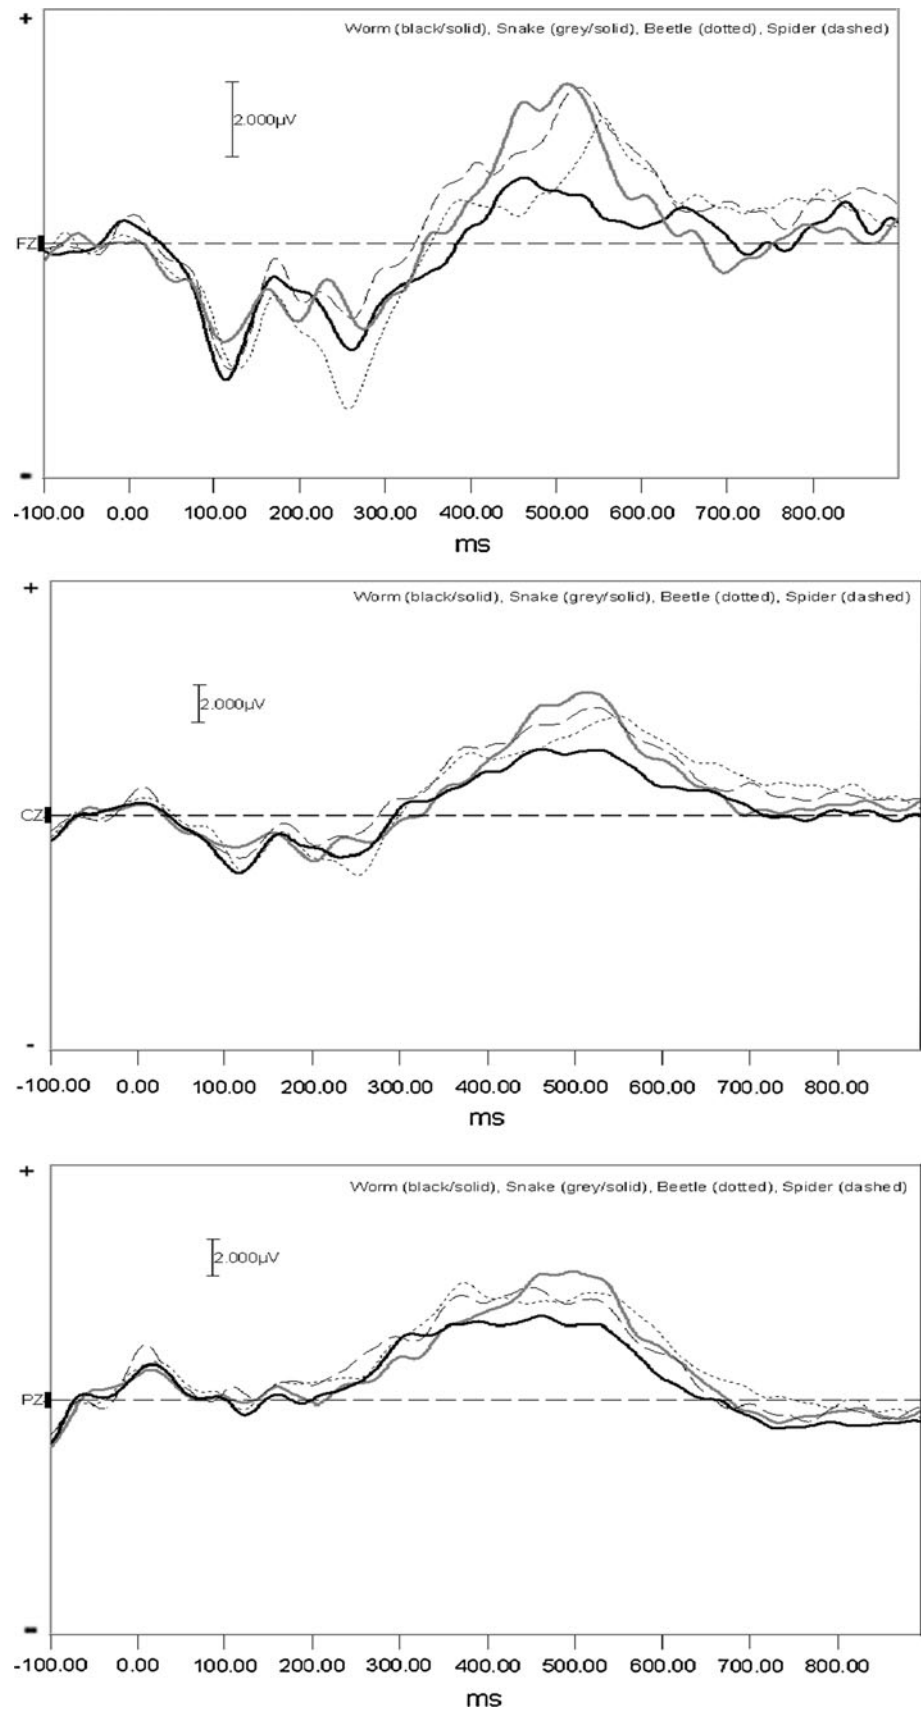 +
Worm (black/solid), Snake (grey/solid), Beetle (dotted), Spider (dashed)
2.000µV
FZ
-
-100.00 0.00 100.00 200.00 300.00 400.00 500.00 600.00 700.00 800.00
ms
+
Worm (black/solid), Snake (grey/solid), Beetle (dotted), Spider (dashed)
2.000µV
CZ
-
-100.00 0.00 100.00 200.00 300.00 400.00 500.00 600.00 700.00 800.00
ms
+
Worm (black/solid), Snake (grey/solid), Beetle (dotted), Spider (dashed)
2.000µV
PZ
-
-100.00 0.00 100.00 200.00 300.00 400.00 500.00 600.00 700.00 800.00
ms